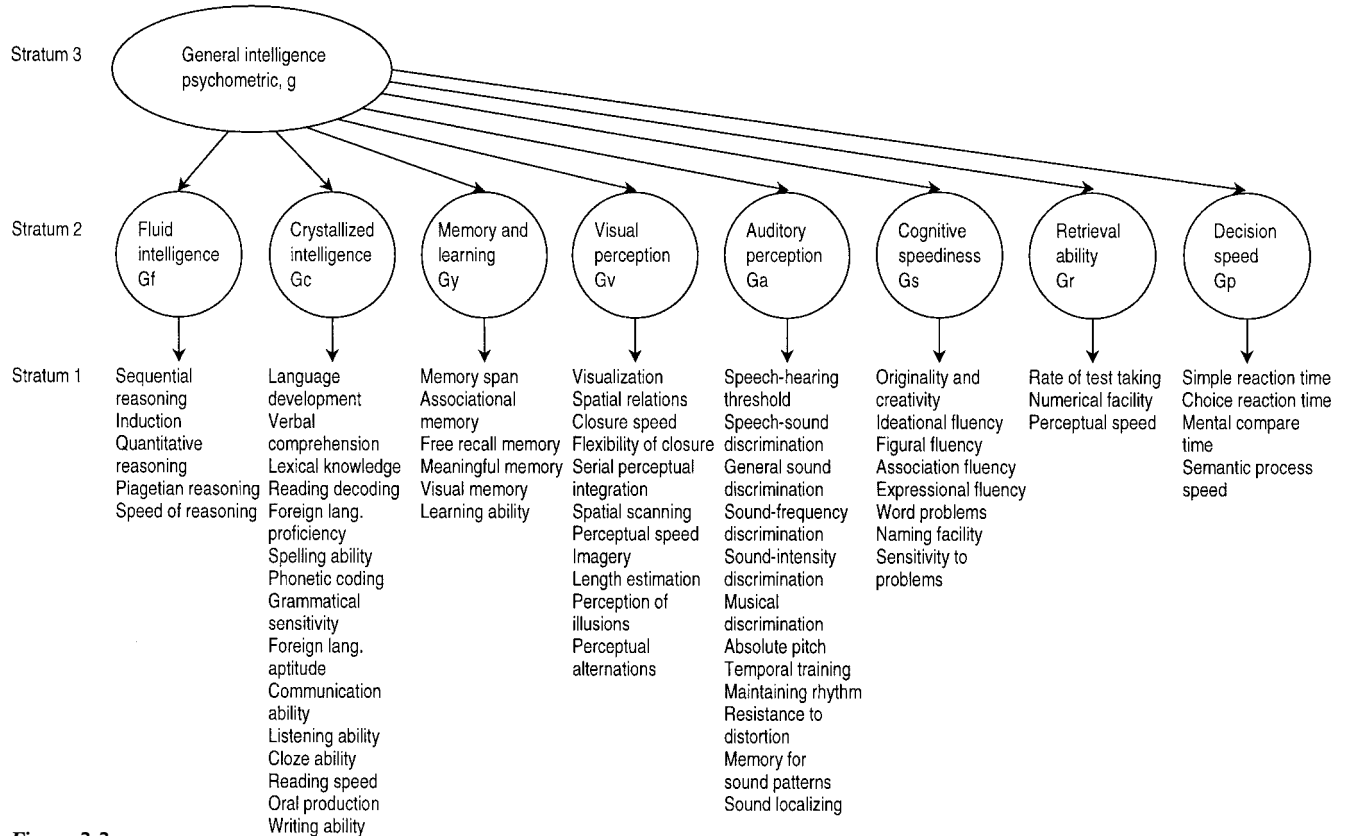 Stratum 3
General intelligence
psychometric, g
Stratum 2
Fluid
intelligence
Gf
Crystallized
intelligence
Gc
Memory and
learning
Gy
Visual
perception
Gv
Auditory
perception
Ga
Cognitive
speediness
Gs
Retrieval
ability
Gr
Decision
speed
Gp
Stratum 1
Sequential
reasoning
Induction
Quantitative
reasoning
Piagetian reasoning
Speed of reasoning
Language
development
Verbal
comprehension
Lexical knowledge
Reading decoding
Foreign lang.
proficiency
Spelling ability
Phonetic coding
Grammatical
sensitivity
Foreign lang.
aptitude
Communication
ability
Listening ability
Cloze ability
Reading speed
Oral production
Writing ability
Memory span
Associational
memory
Free recall memory
Meaningful memory
Visual memory
Learning ability
Visualization
Spatial relations
Closure speed
Flexibility of closure
Serial perceptual
integration
Spatial scanning
Perceptual speed
Imagery
Length estimation
Perception of
illusions
Perceptual
alternations
Speech-hearing
threshold
Speech-sound
discrimination
General sound
discrimination
Sound-frequency
discrimination
Sound-intensity
discrimination
Musical
discrimination
Absolute pitch
Temporal training
Maintaining rhythm
Resistance to
distortion
Memory for
sound patterns
Sound localizing
Originality and
creativity
Ideational fluency
Figural fluency
Association fluency
Expressional fluency
Word problems
Naming facility
Sensitivity to
problems
Rate of test taking
Numerical facility
Perceptual speed
Simple reaction time
Choice reaction time
Mental compare
time
Semantic process
speed